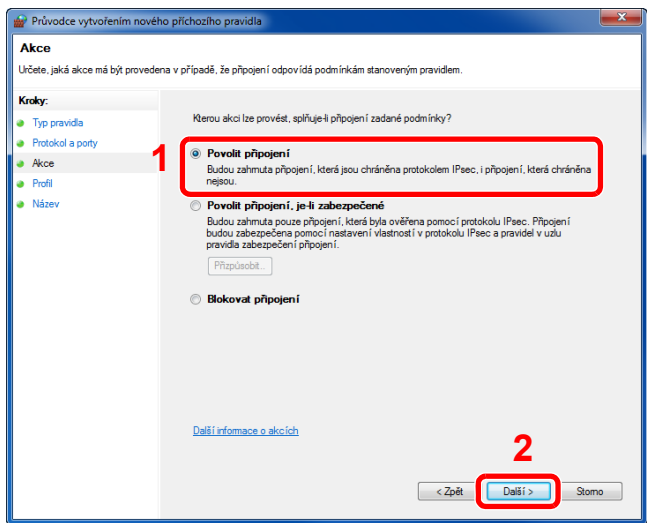 Průvodce vytvořením nového příchozího pravidla
Akce
Určete, jaká akce má být provedena v případě, že připojení odpovídá podmínkám stanoveným pravidlem.
Kroky:
Typ pravidla
Protokol a porty
Akce
Profil
Název
Kterou akci lze provést, splňuje-li připojení zadané podmínky?
1
Povolit připojení
Budou zahrnuta připojení, která jsou chráněna protokolem IPsec, i připojení, která chráněna
nejsou.
Povolit připojení, je-li zabezpečené
Budou zahrnuta pouze připojení, která byla ověřena pomocí protokolu IPsec. Připojení
budou zabezpečena pomocí nastavení vlastností v protokolu IPsec a pravidel v uzlu
pravidla zabezpečení připojení.
Přizpůsobit...
Blokovat připojení
Další informace o akcích
2
< Zpět
Další >
Storno